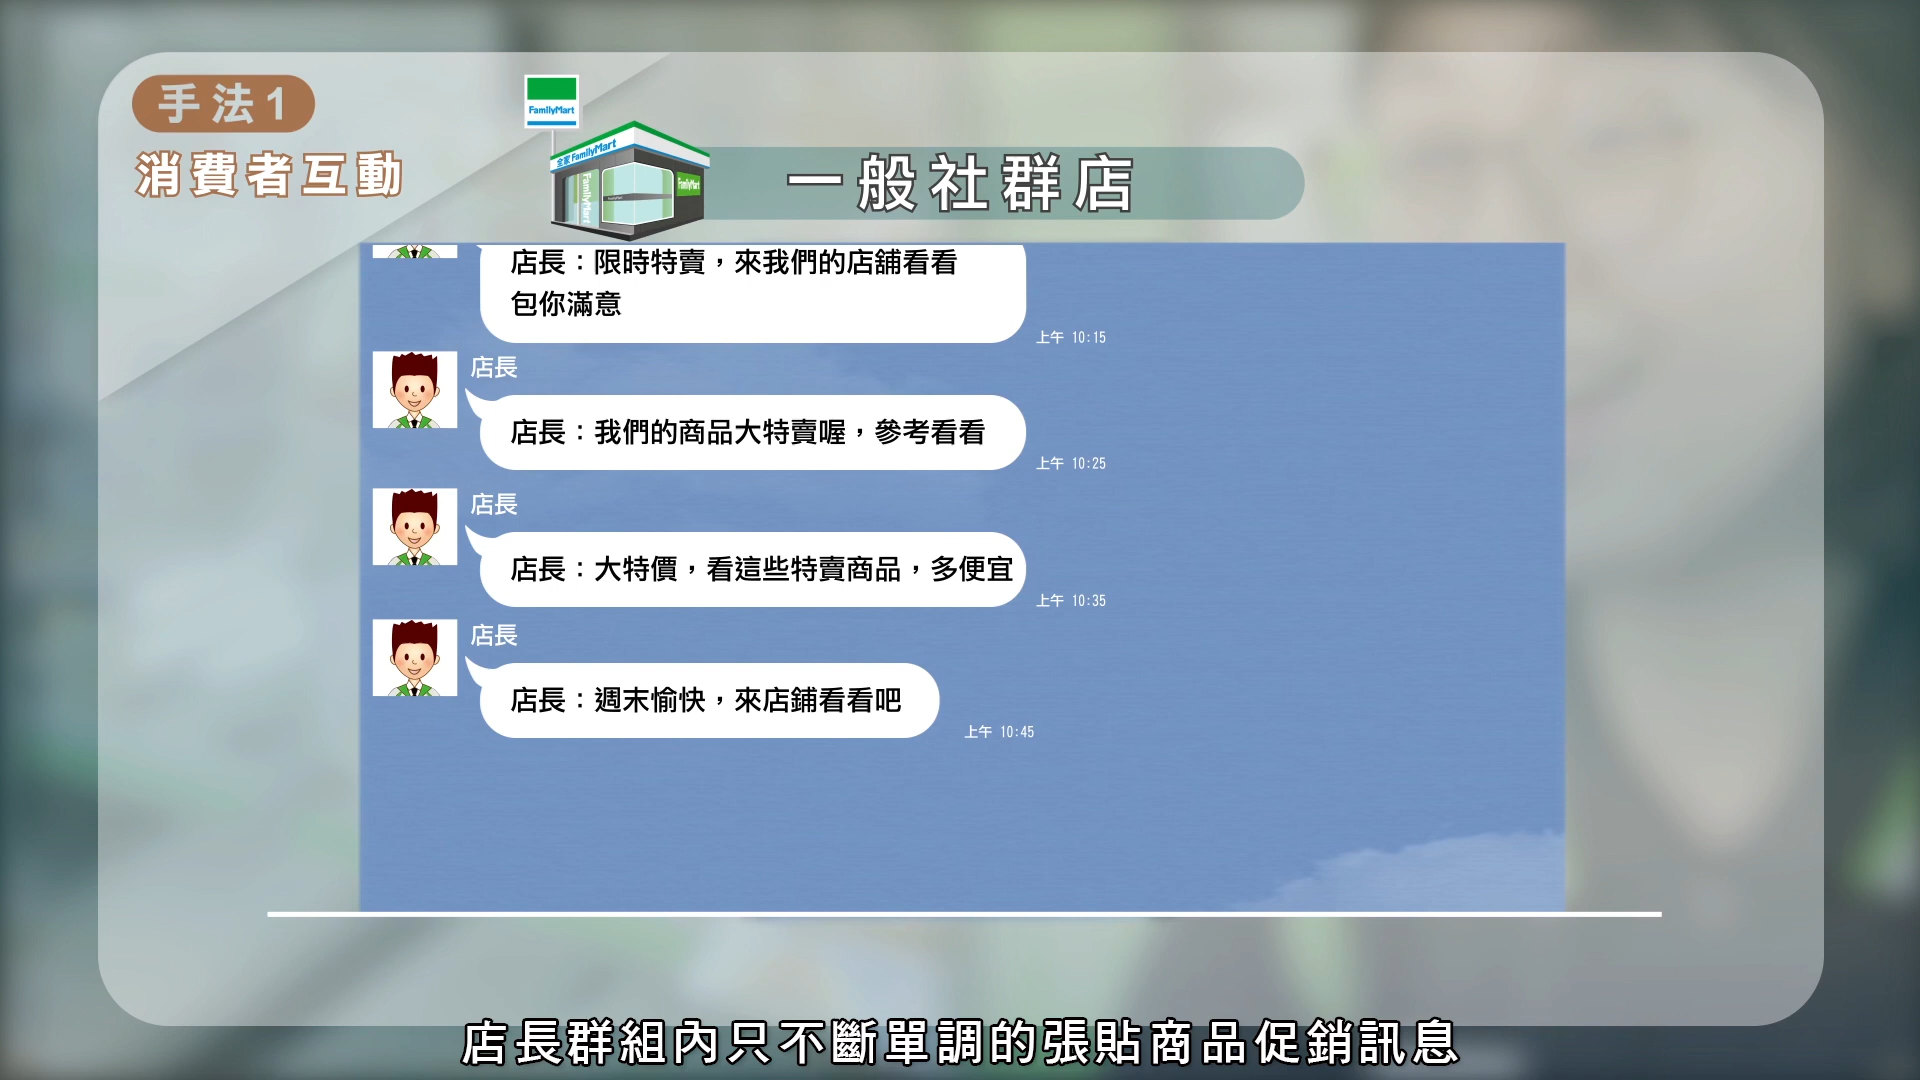 手法1
消費者互動
FamilyMart
全家 FamilyMart
FamilyMart
FamilyMart
一般社群店
店長：限時特賣，來我們的店舖看看
包你滿意
上午 10:15
店長
店長：我們的商品大特賣喔，參考看看
上午 10:25
店長
店長：大特價，看這些特賣商品，多便宜
上午 10:35
店長
店長：週末愉快，來店鋪看看吧
上午 10:45
店長群組內只不斷單調的張貼商品促銷訊息